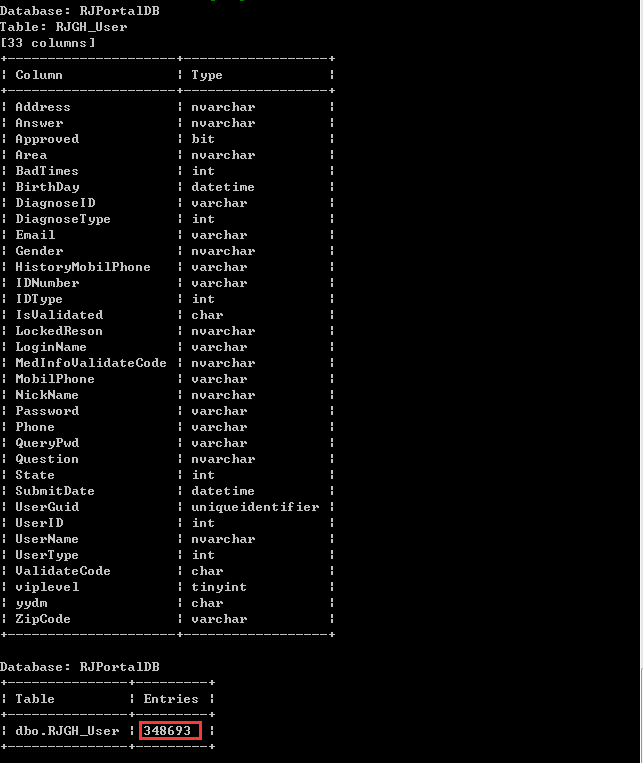 Database: RJPortalDB
Table: RJGH_User
[33 columns]
+----------------------+-------------------+
¦ Column ¦ Type ¦
+----------------------+-------------------+
¦ Address ¦ nvarchar ¦
¦ Answer ¦ nvarchar ¦
¦ Approved ¦ bit ¦
¦ Area ¦ nvarchar ¦
¦ BadTimes ¦ int ¦
¦ BirthDay ¦ datetime ¦
¦ DiagnoseID ¦ varchar ¦
¦ DiagnoseType ¦ int ¦
¦ Email ¦ varchar ¦
¦ Gender ¦ nvarchar ¦
¦ HistoryMobilPhone ¦ varchar ¦
¦ IDNumber ¦ varchar ¦
¦ IDType ¦ int ¦
¦ IsValidated ¦ char ¦
¦ LockedReson ¦ nvarchar ¦
¦ LoginName ¦ varchar ¦
¦ MedInfoValidateCode ¦ nvarchar ¦
¦ MobilPhone ¦ varchar ¦
¦ NickName ¦ nvarchar ¦
¦ Password ¦ varchar ¦
¦ Phone ¦ varchar ¦
¦ QueryPwd ¦ varchar ¦
¦ Question ¦ nvarchar ¦
¦ State ¦ int ¦
¦ SubmitDate ¦ datetime ¦
¦ UserGuid ¦ uniqueidentifier ¦
¦ UserID ¦ int ¦
¦ UserName ¦ nvarchar ¦
¦ UserType ¦ int ¦
¦ ValidateCode ¦ char ¦
¦ viplevel ¦ tinyint ¦
¦ yydm ¦ char ¦
¦ ZipCode ¦ varchar ¦
+----------------------+-------------------+
Database: RJPortalDB
+----------------+---------+
¦ Table ¦ Entries ¦
+----------------+---------+
¦ dbo.RJGH_User ¦ 348693 ¦
+----------------+---------+